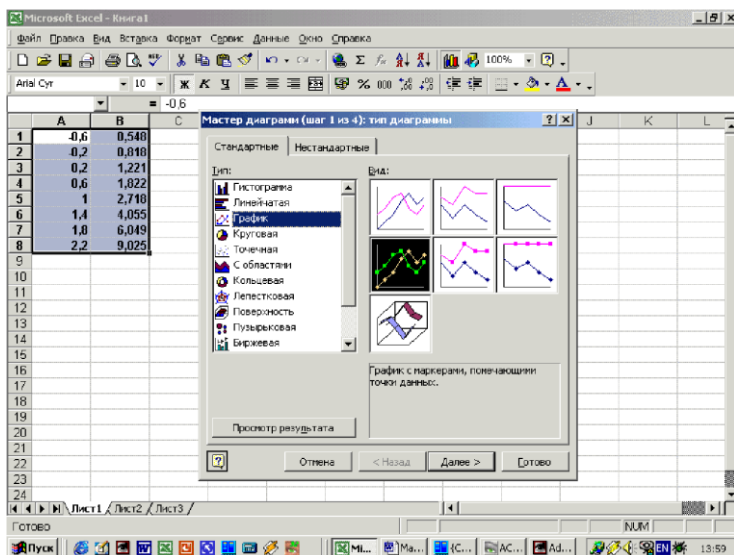 Microsoft Excel - Книга1
Файл Правка Вид Вставка Формат Сервис Данные Окно Справка
100%
Arial Cyr 10 Ж К Ч % 000
= -0,6
A B C J K L
1 -0,6 0,548
2 -0,2 0,818
3 0,2 1,221
4 0,6 1,822
5 1 2,718
6 1,4 4,055
7 1,8 6,049
8 2,2 9,025
9
10
11
12
13
14
15
16
17
18
19
20
21
22
23
24
Мастер диаграмм (шаг 1 из 4): тип диаграммы
Стандартные Нестандартные
Тип: Вид:
Гистограмма
Линейчатая
График
Круговая
Точечная
С областями
Кольцевая
Лепестковая
Поверхность
Пузырьковая
Биржевая
График с маркерами, помечающими
точки данных.
Просмотр результата
Отмена < Назад Далее > Готово
Лист1 Лист2 Лист3
Готово NUM
Пуск Mi... Ma... {C... AC... Ad... EN 13:59